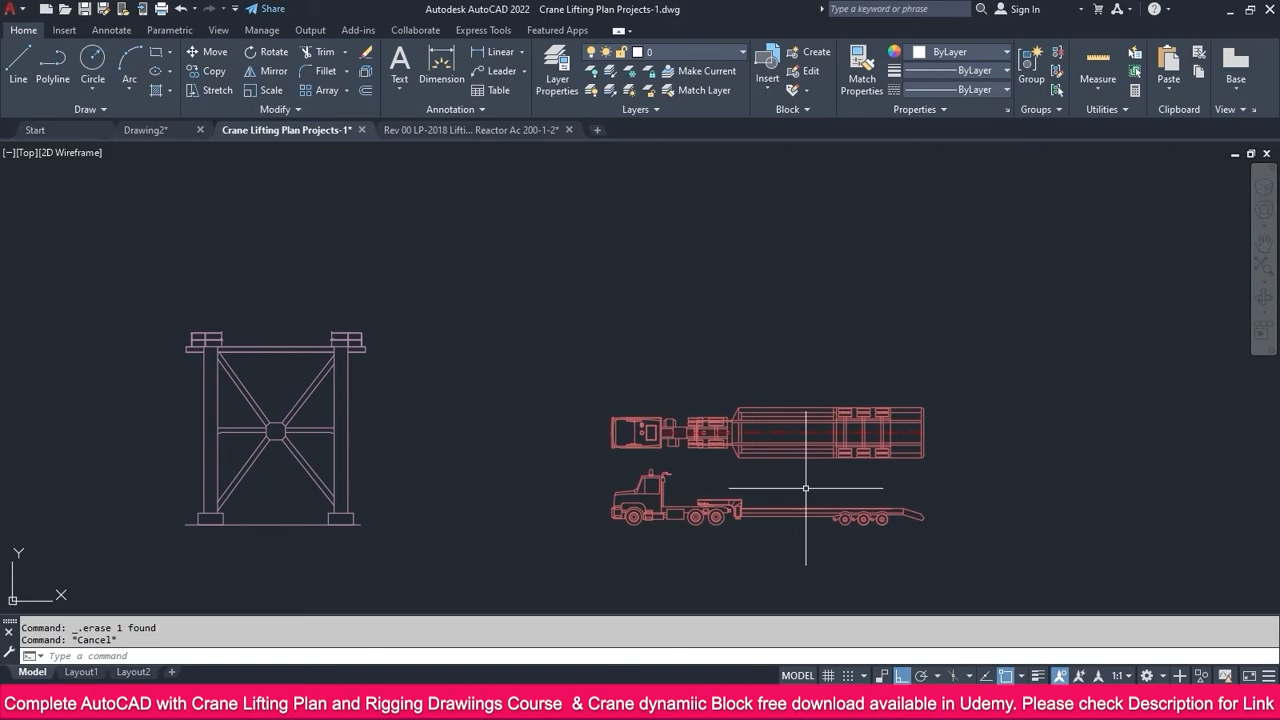 Share
Autodesk AutoCAD 2022 Crane Lifting Plan Projects-1.dwg
Type a keyword or phrase
Sign In
Home Insert Annotate Parametric View Manage Output Add-ins Collaborate Express Tools Featured Apps
Line Polyline Circle Arc
Move Rotate Trim
Copy Mirror Fillet
Stretch Scale Array
Text Dimension
Linear
Leader
Table
Layer Properties
0
Make Current
Match Layer
Insert
Create
Edit
Match Properties
ByLayer
ByLayer
ByLayer
Group
Measure
Paste
Base
Draw Modify Annotation Layers Block Properties Groups Utilities Clipboard View
Start Drawing2* Crane Lifting Plan Projects-1* Rev 00 LP-2018 Lifti... Reactor Ac 200-1-2*
[−][Top][2D Wireframe]
Y
X
Command: _.erase 1 found
Command: *Cancel*
Type a command
Model Layout1 Layout2
MODEL
1:1
Complete AutoCAD with Crane Lifting Plan and Rigging Drawiings Course & Crane dynamiic Block free download available in Udemy. Please check Description for Link